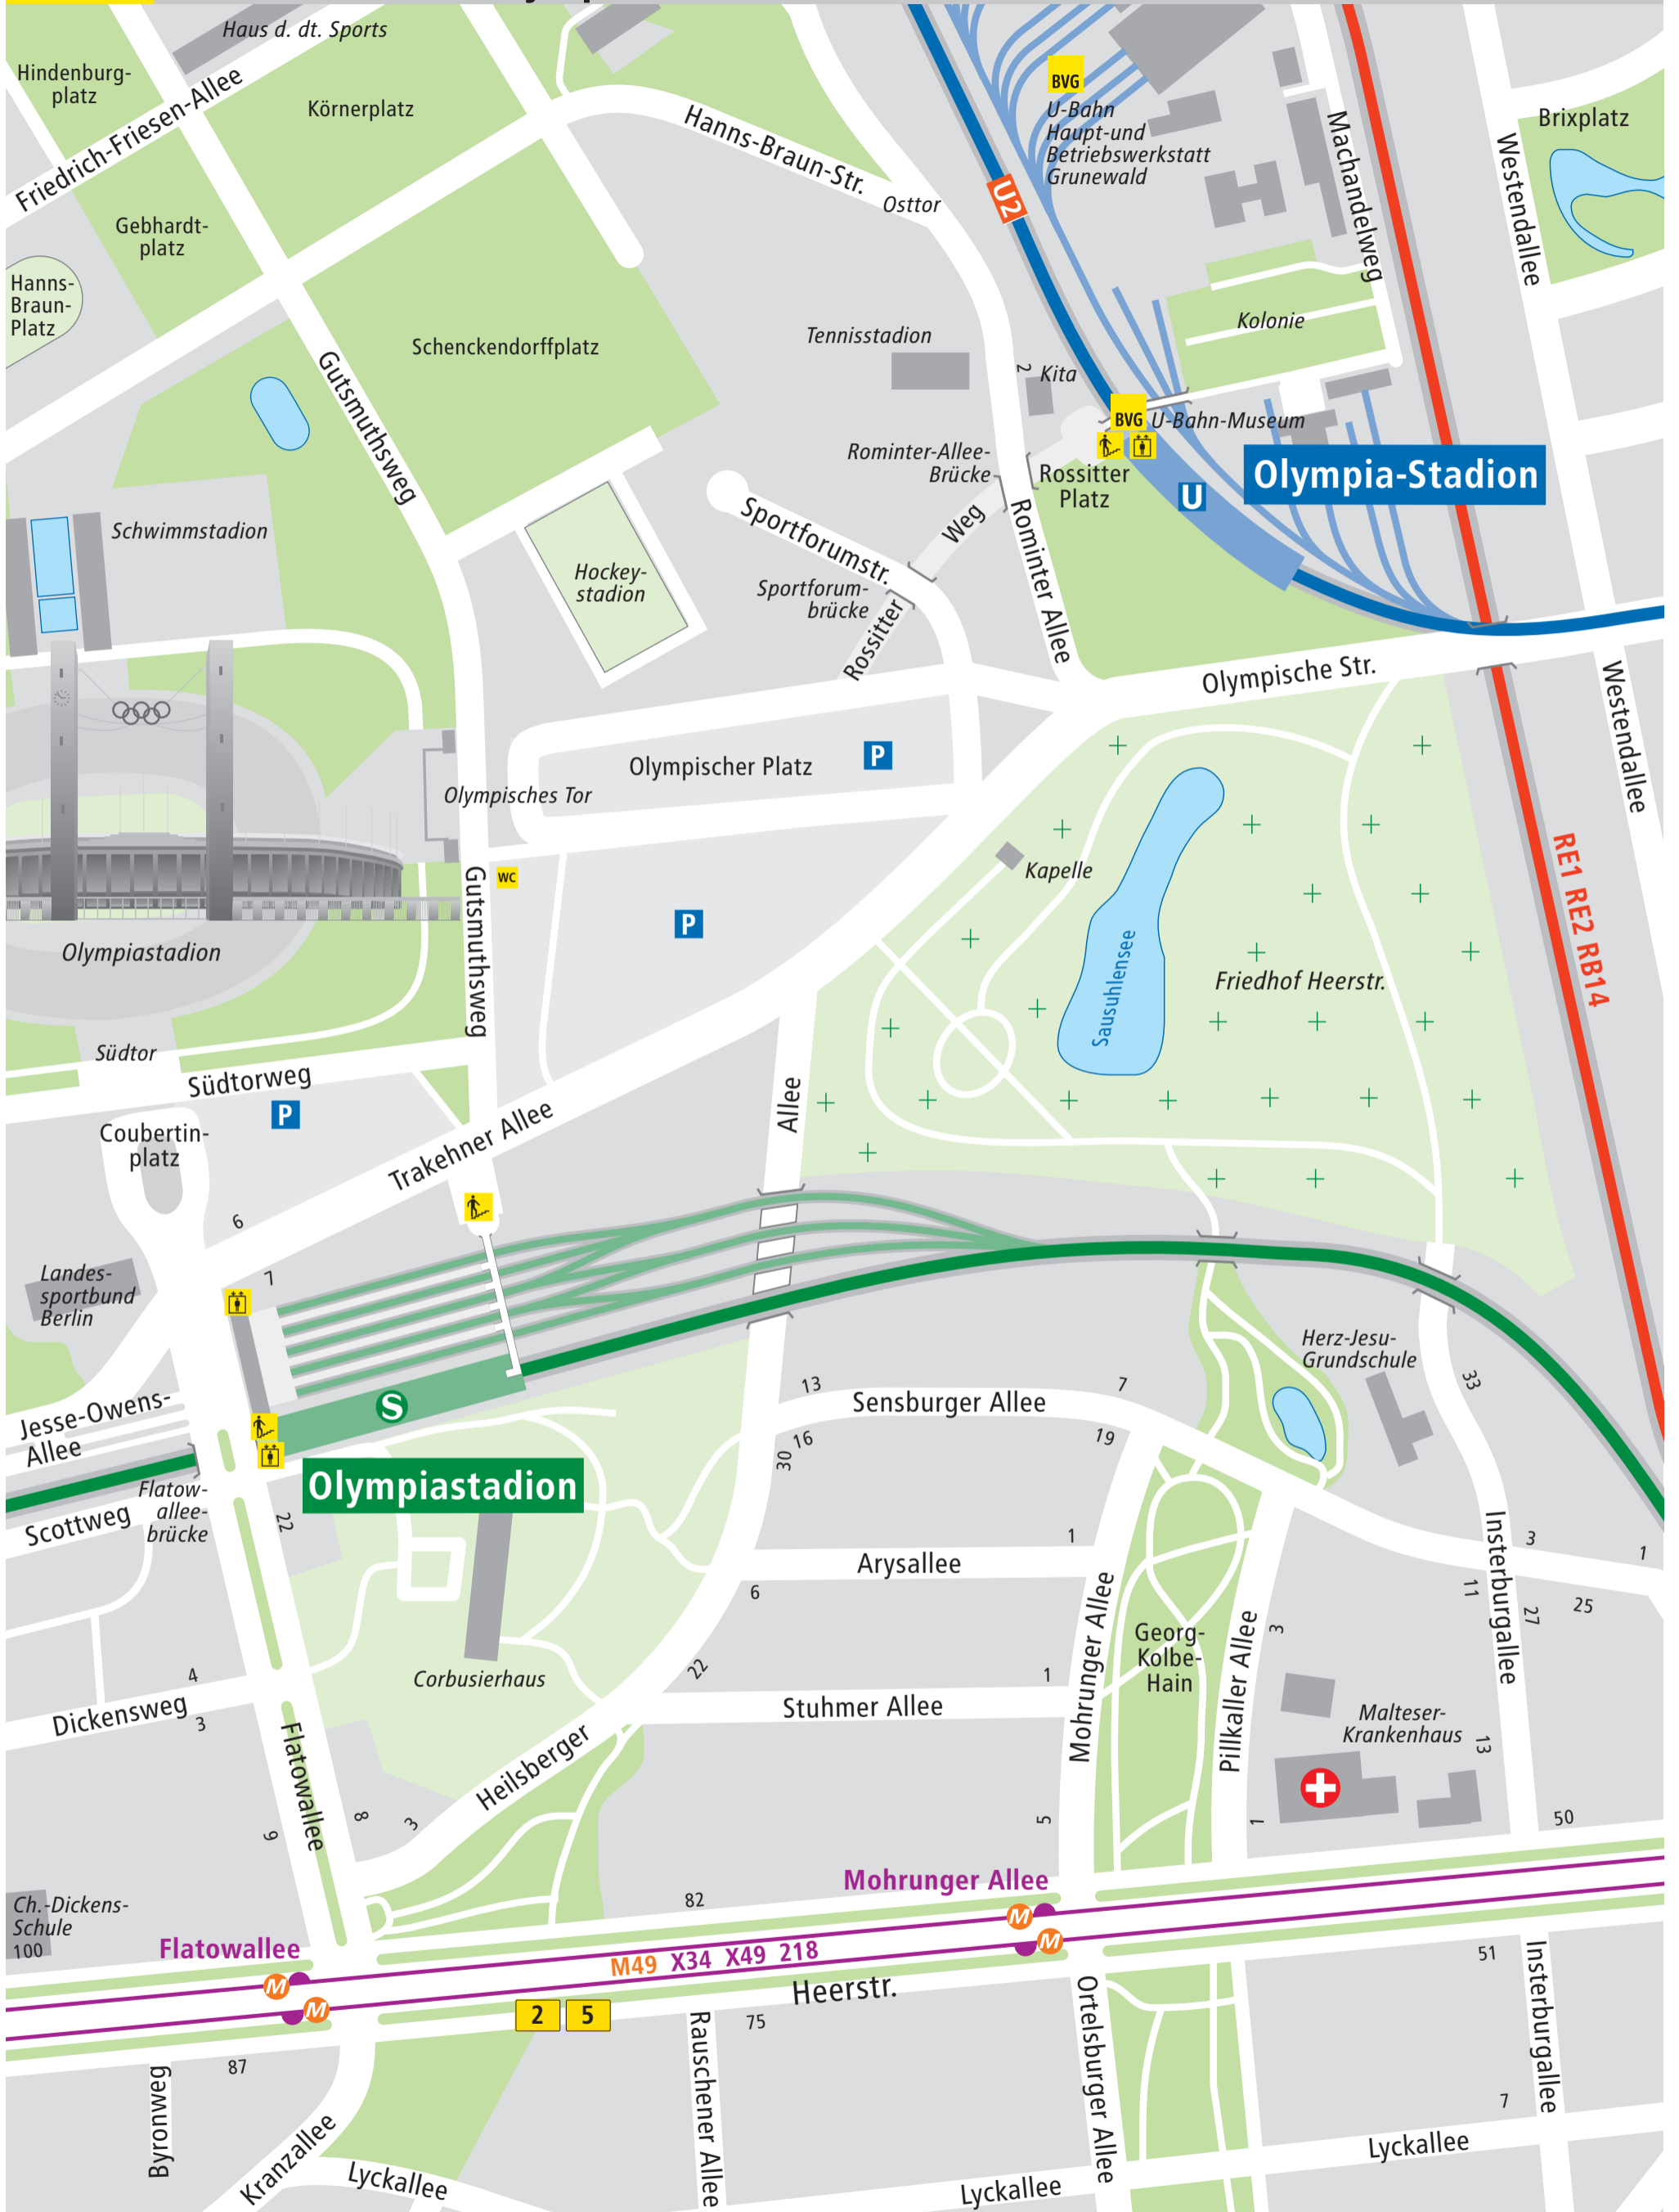 Haus d. dt. Sports
Hindenburg-
platz
Körnerplatz
Friedrich-Friesen-Allee
Gebhardt-
platz
Hanns-
Braun-
Platz
Hanns-Braun-Str.
Osttor
U2
BVG
U-Bahn
Haupt-und
Betriebswerkstatt
Grunewald
Machandelweg
Westendallee
Brixplatz
Kolonie
Schenckendorffplatz
Gutsmuthsweg
Tennisstadion
2
Kita
BVG
U-Bahn-Museum
Rominter-Allee-
Brücke
Rossitter
Platz
U
Olympia-Stadion
Schwimmstadion
Hockey-
stadion
Sportforumstr.
Weg
Sportforum-
brücke
Rossitter
Rominter Allee
Olympische Str.
Westendallee
Olympischer Platz
P
Olympisches Tor
Gutsmuthsweg
WC
P
Kapelle
Sausuhlensee
Friedhof Heerstr.
RE1 RE2 RB14
Olympiastadion
Südtor
Südtorweg
P
Coubertin-
platz
Trakehner Allee
Allee
6
7
Landes-
sportbund
Berlin
Jesse-Owens-
Allee
S
Olympiastadion
Flatow-
allee-
brücke
Scottweg
22
13
Sensburger Allee
7
16
30
19
Herz-Jesu-
Grundschule
33
Arysallee
1
6
Insterburgallee
3
1
11
27
25
Mohrunger Allee
Georg-
Kolbe-
Hain
Pillkaller Allee
3
Corbusierhaus
22
Stuhmer Allee
1
4
Dickensweg
3
Flatowallee
Heilsberger
8
3
9
5
1
Malteser-
Krankenhaus
13
50
Ch.-Dickens-
Schule
100
Flatowallee
M
M
82
Mohrunger Allee
M
M
M49 X34 X49 218
Heerstr.
2
5
75
51
87
Byronweg
Kranzallee
Lyckallee
Rauschener Allee
Ortelsburger Allee
Insterburgallee
7
Lyckallee
Lyckallee